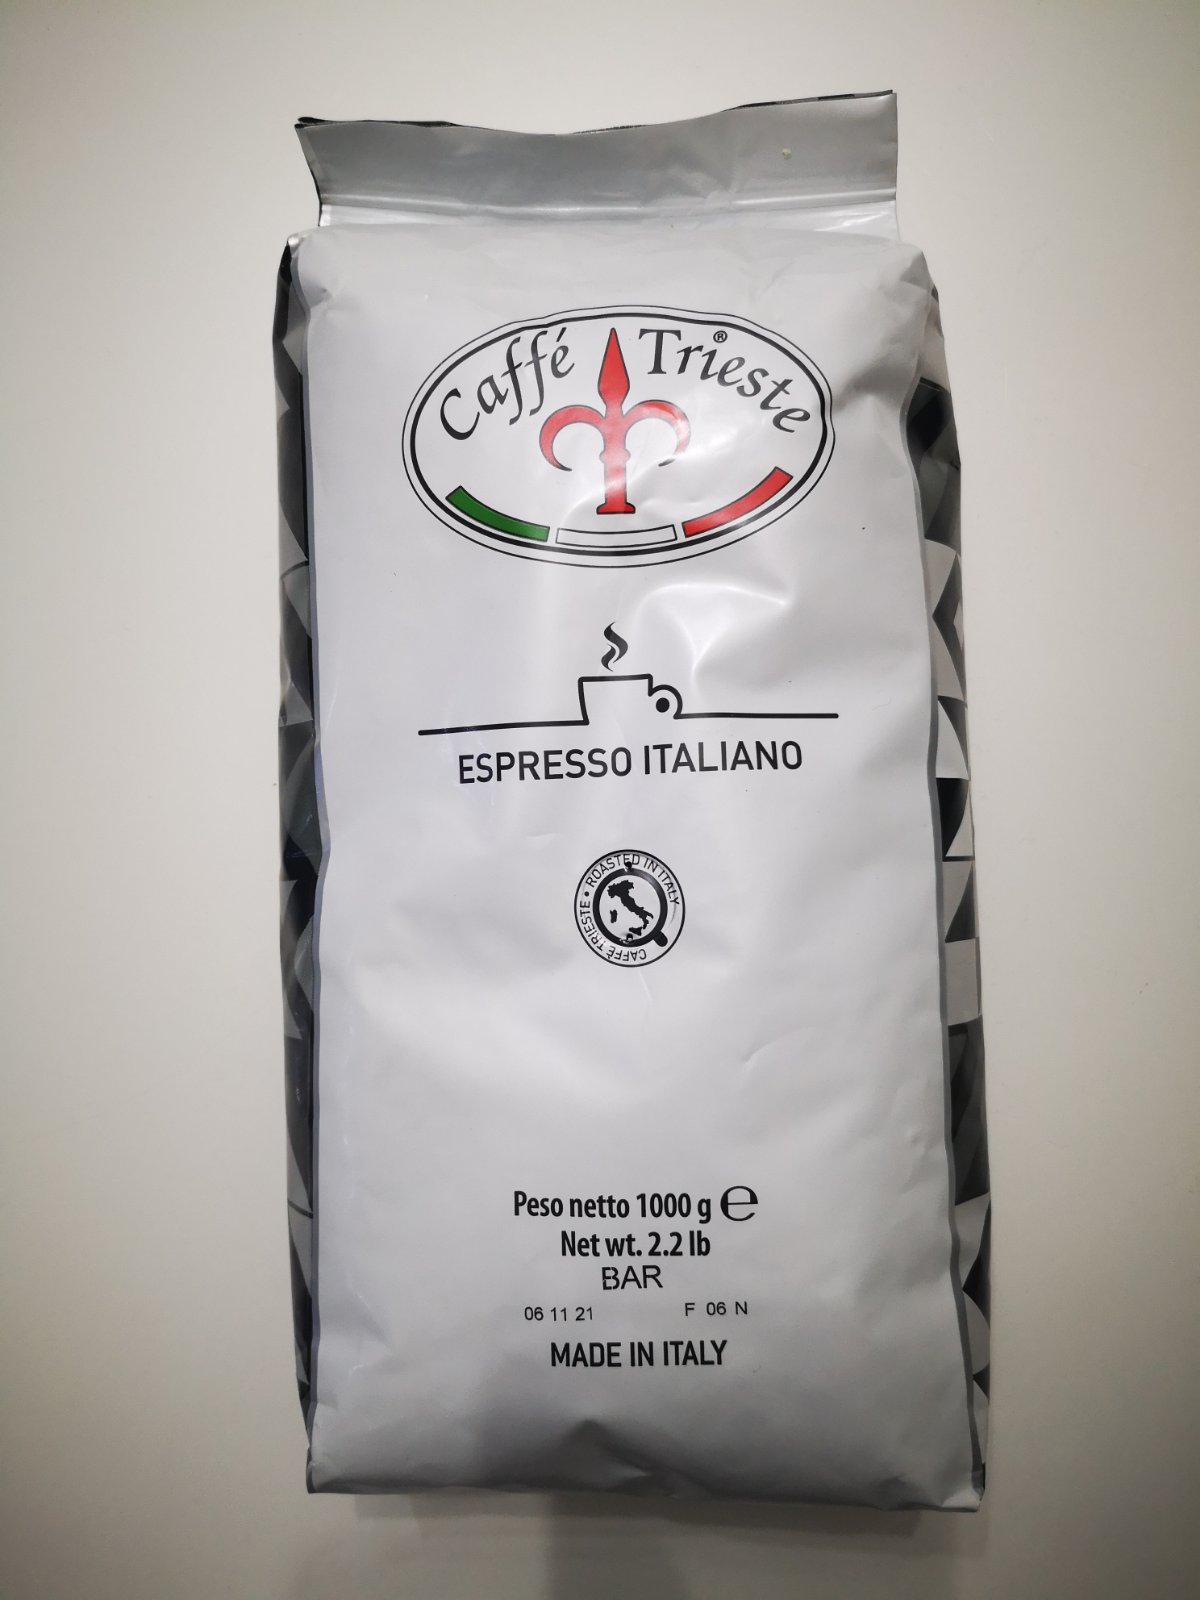 Caffé Trieste®
ESPRESSO ITALIANO
ROASTED IN ITALY • CAFFÈ TRIESTE •
Peso netto 1000 g ℮
Net wt. 2.2 lb
BAR
06 11 21 F 06 N
MADE IN ITALY